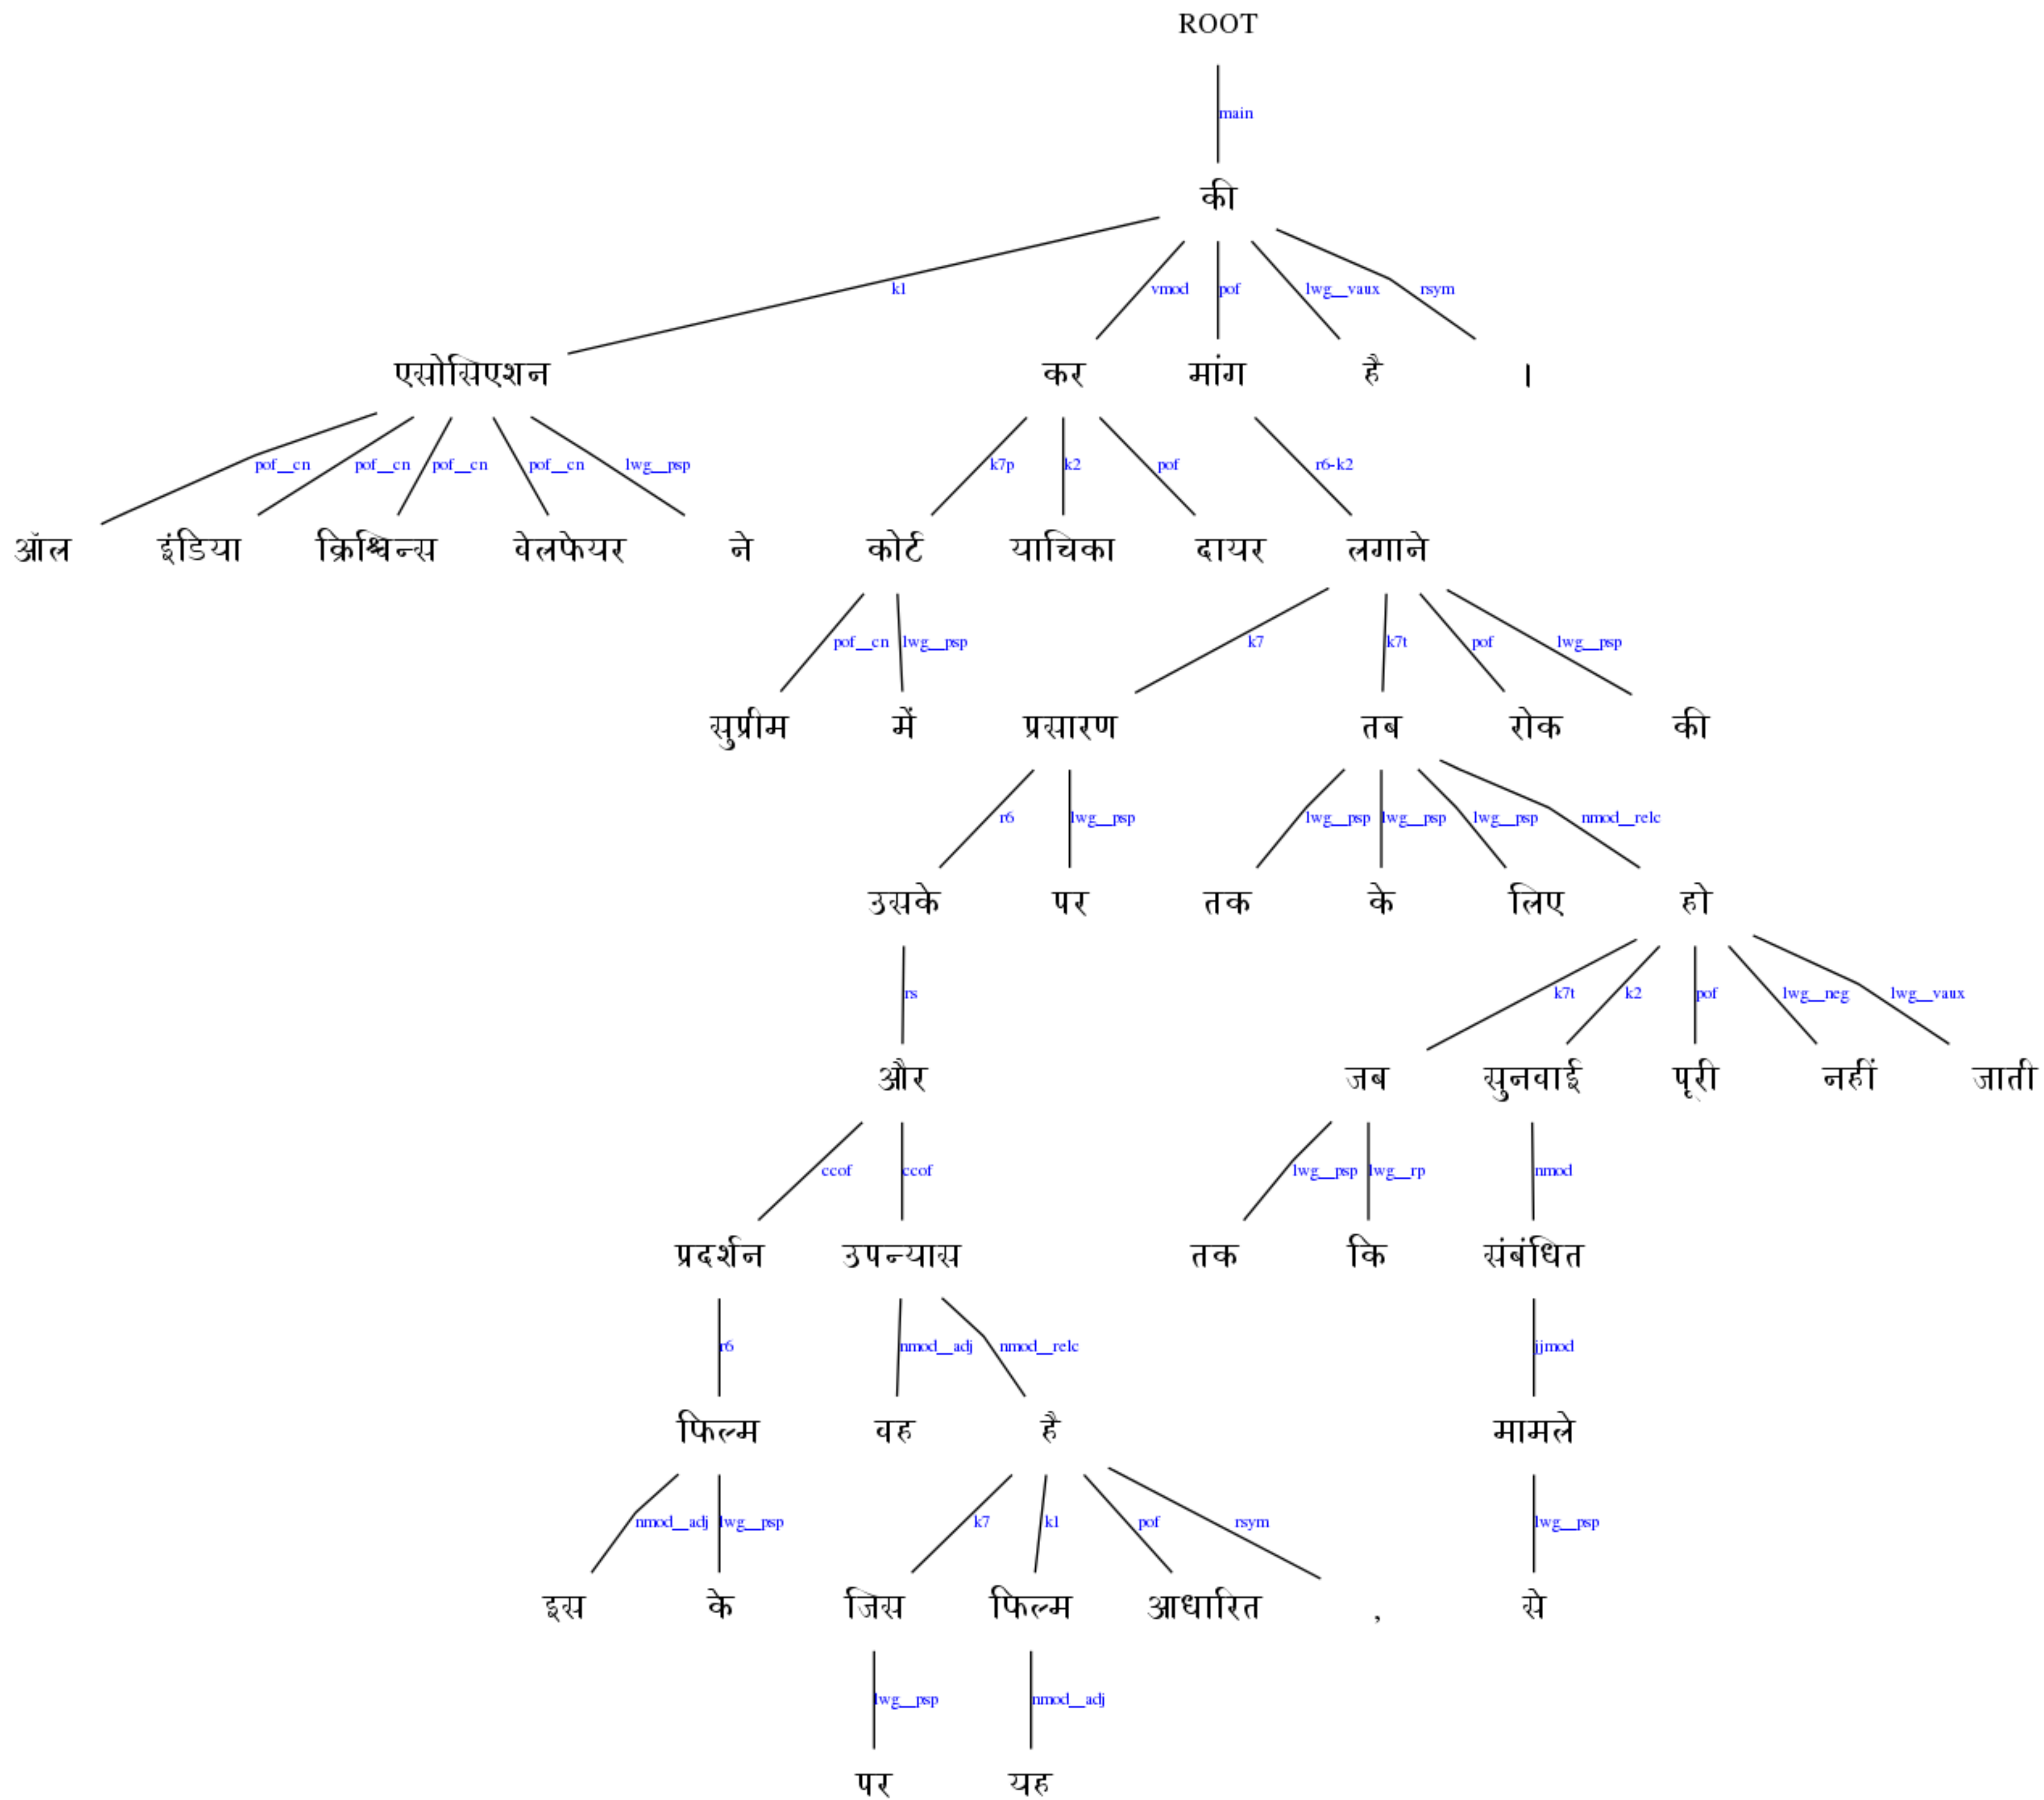 ROOT
main
की
k1 vmod pof lwg__vaux rsym
एसोसिएशन कर मांग है ।
pof__cn pof__cn pof__cn pof__cn lwg__psp k7p k2 pof r6-k2
ऑल इंडिया क्रिश्चिन्स वेलफेयर ने कोर्ट याचिका दायर लगाने
pof__cn lwg__psp k7 k7t pof lwg__psp
सुप्रीम में प्रसारण तब रोक की
r6 lwg__psp lwg__psp lwg__psp lwg__psp nmod__relc
उसके पर तक के लिए हो
rs k7t k2 pof lwg__neg lwg__vaux
और जब सुनवाई पूरी नहीं जाती
ccof ccof lwg__psp lwg__rp nmod
प्रदर्शन उपन्यास तक कि संबंधित
r6 nmod__adj nmod__relc jjmod
फिल्म वह है मामले
nmod__adj lwg__psp k7 k1 pof rsym lwg__psp
इस के जिस फिल्म आधारित , से
lwg__psp nmod__adj
पर यह